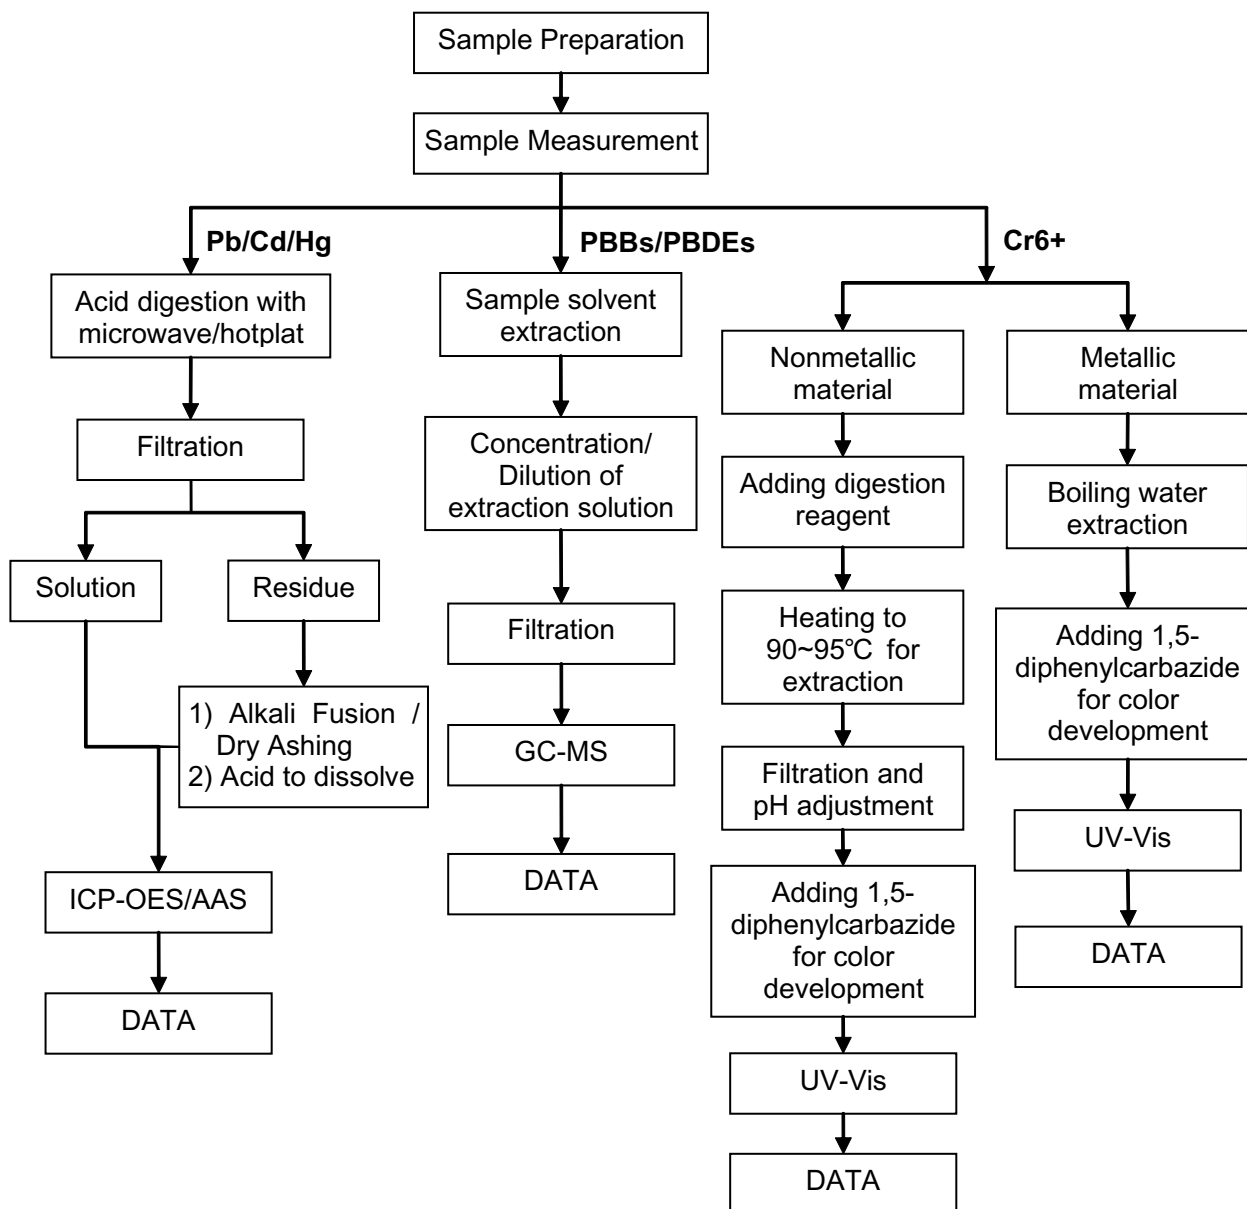 Sample Preparation
Sample Measurement
Pb/Cd/Hg
Acid digestion with
microwave/hotplat
Filtration
Solution
Residue
1) Alkali Fusion /
Dry Ashing
2) Acid to dissolve
ICP-OES/AAS
DATA
PBBs/PBDEs
Sample solvent
extraction
Concentration/
Dilution of
extraction solution
Filtration
GC-MS
DATA
Cr6+
Nonmetallic
material
Adding digestion
reagent
Heating to
90~95℃ for
extraction
Filtration and
pH adjustment
Adding 1,5-
diphenylcarbazide
for color
development
UV-Vis
DATA
Metallic
material
Boiling water
extraction
Adding 1,5-
diphenylcarbazide
for color
development
UV-Vis
DATA